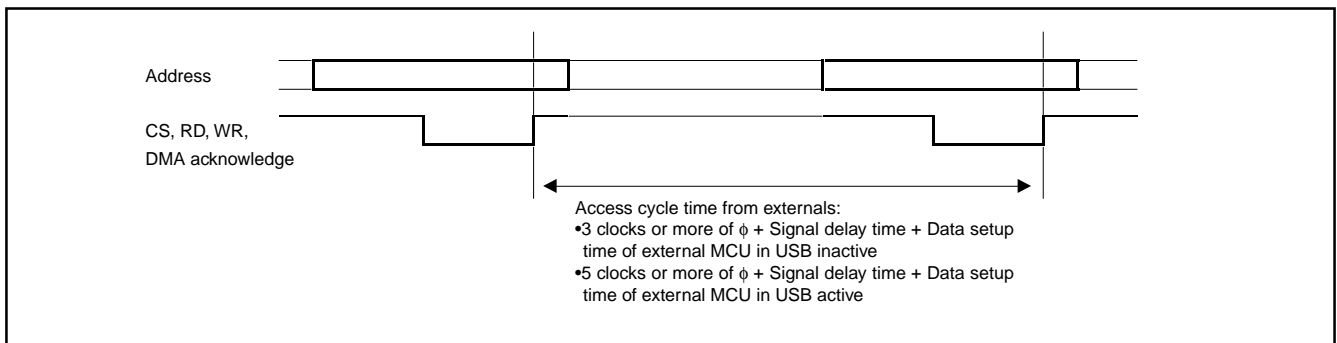 Address
CS, RD, WR,
DMA acknowledge
Access cycle time from externals:
•3 clocks or more of ϕ + Signal delay time + Data setup
time of external MCU in USB inactive
•5 clocks or more of ϕ + Signal delay time + Data setup
time of external MCU in USB active